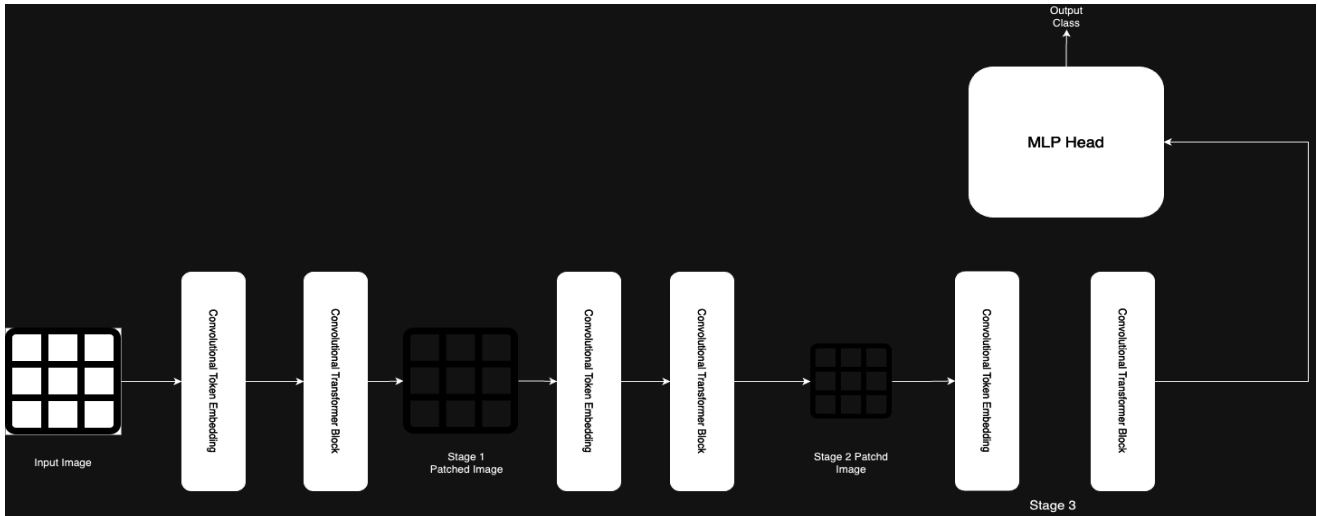 Output
Class
MLP Head
Convolutional Token Embedding
Convolutional Transformer Block
Convolutional Token Embedding
Convolutional Transformer Block
Convolutional Token Embedding
Convolutional Transformer Block
Input Image
Stage 1
Patched Image
Stage 2 Patchd
Image
Stage 3